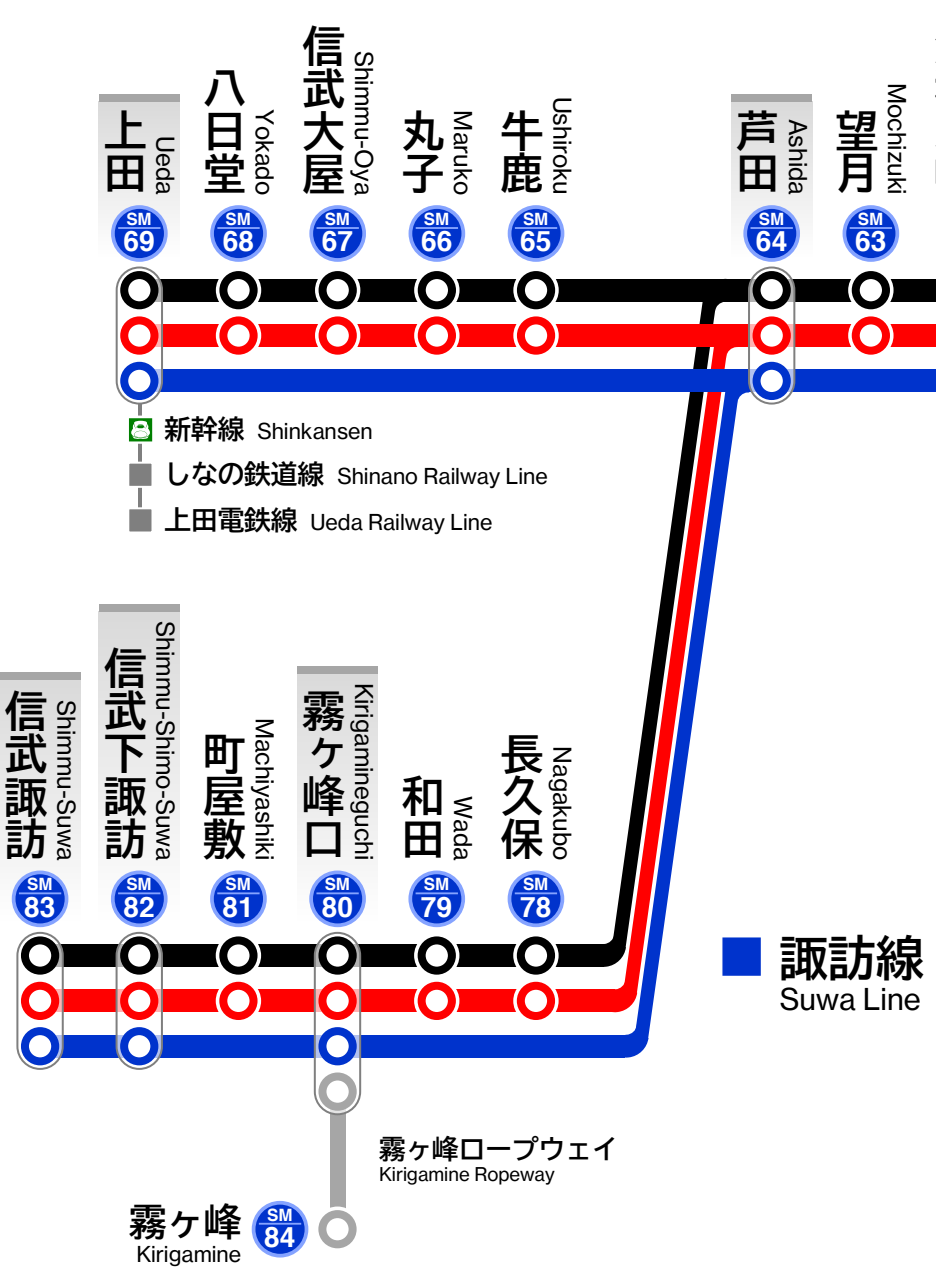 上田
Ueda
SM
69
八日堂
Yokado
SM
68
信武大屋
Shimmu-Oya
SM
67
丸子
Maruko
SM
66
牛鹿
Ushiroku
SM
65
芦田
Ashida
SM
64
望月
Mochizuki
SM
63
新幹線 Shinkansen
しなの鉄道線 Shinano Railway Line
上田電鉄線 Ueda Railway Line
信武諏訪
Shimmu-Suwa
SM
83
信武下諏訪
Shimmu-Shimo-Suwa
SM
82
町屋敷
Machiyashiki
SM
81
霧ヶ峰口
Kirigamineguchi
SM
80
和田
Wada
SM
79
長久保
Nagakubo
SM
78
諏訪線
Suwa Line
霧ヶ峰ロープウェイ
Kirigamine Ropeway
霧ヶ峰
Kirigamine
SM
84